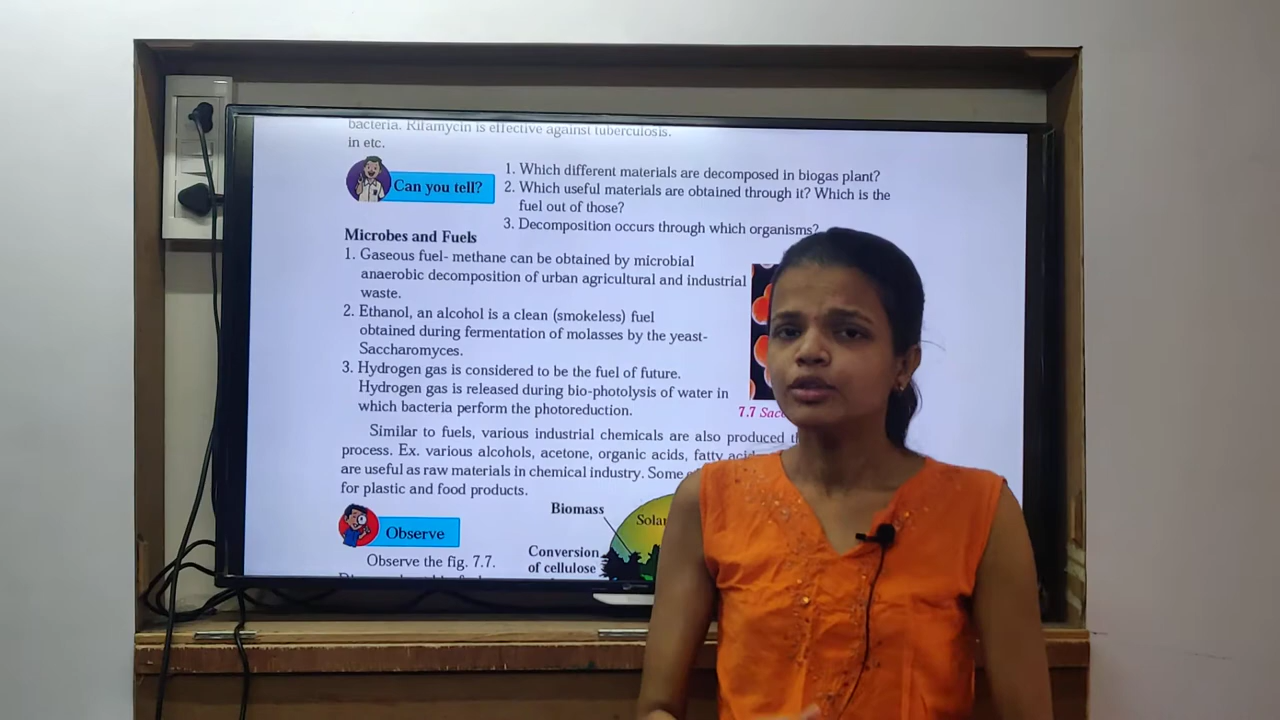 bacteria. Rifamycin is effective against tuberculosis.
in etc.
Can you tell?
1. Which different materials are decomposed in biogas plant?
2. Which useful materials are obtained through it? Which is the
fuel out of those?
3. Decomposition occurs through which organisms?
Microbes and Fuels
1. Gaseous fuel- methane can be obtained by microbial
anaerobic decomposition of urban agricultural and industrial
waste.
2. Ethanol, an alcohol is a clean (smokeless) fuel
obtained during fermentation of molasses by the yeast-
Saccharomyces.
3. Hydrogen gas is considered to be the fuel of future.
Hydrogen gas is released during bio-photolysis of water in
which bacteria perform the photoreduction.
7.7
Similar to fuels, various industrial chemicals are also produced
process. Ex. various alcohols, acetone, organic acids, fatty
are useful as raw materials in chemical industry. Some
for plastic and food products.
Observe
Biomass
Solar
Conversion
of cellulose
Observe the fig. 7.7.